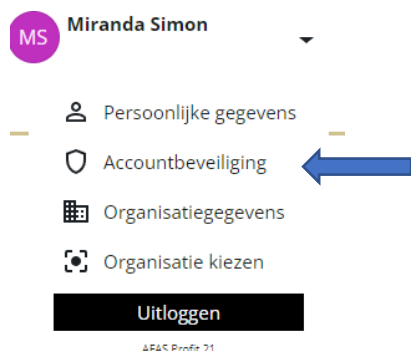 MS
Miranda Simon
Persoonlijke gegevens
Accountbeveiliging
Organisatiegegevens
Organisatie kiezen
Uitloggen
AFAS Profit 21